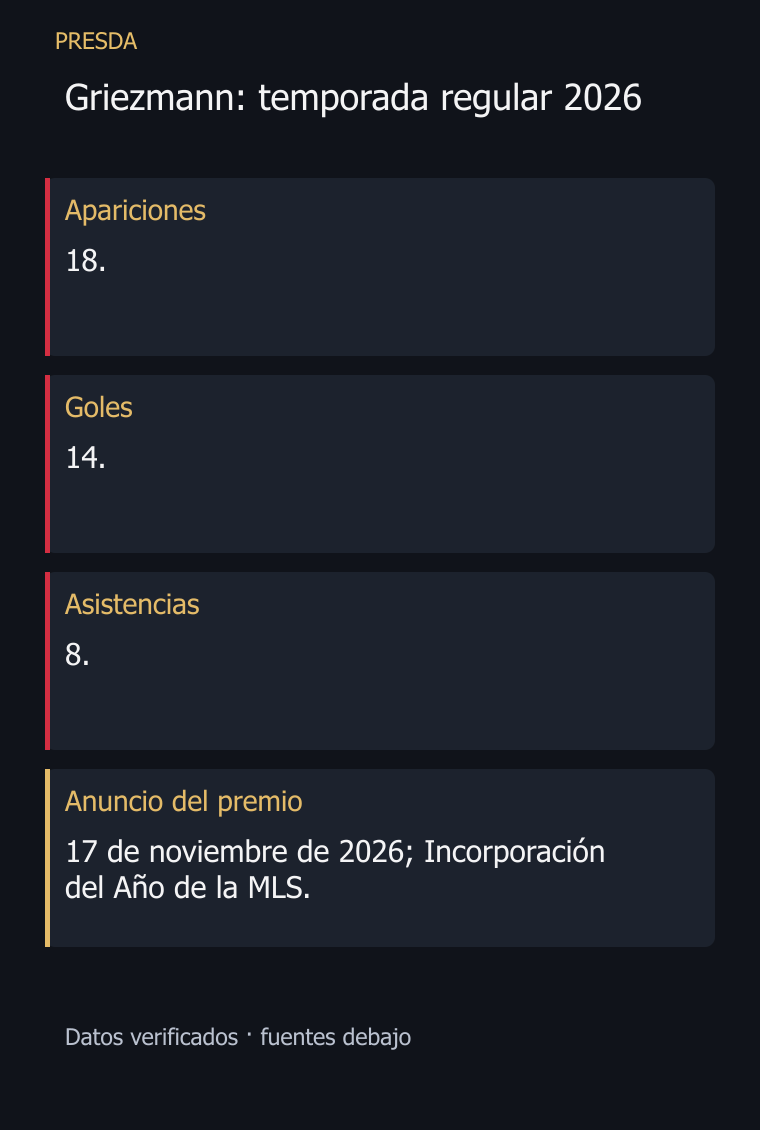 PRESDA
Griezmann: temporada regular 2026
Apariciones
18.
Goles
14.
Asistencias
8.
Anuncio del premio
17 de noviembre de 2026; Incorporación
del Año de la MLS.
Datos verificados · fuentes debajo